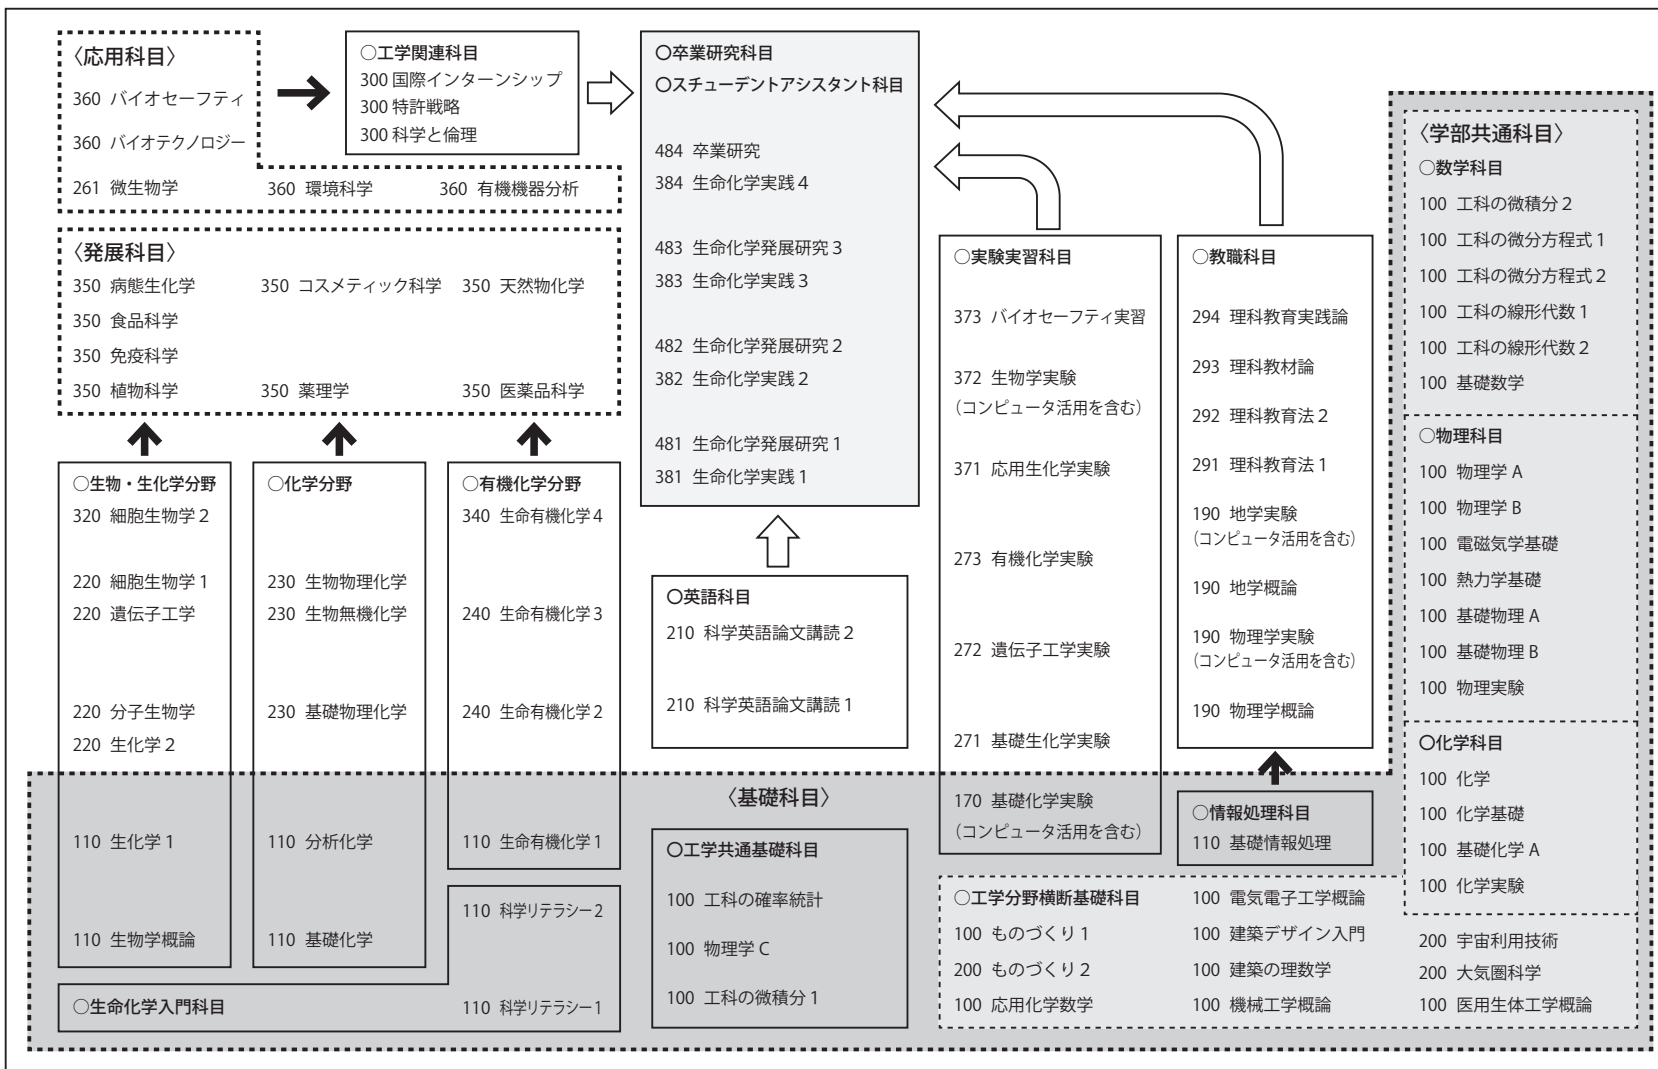 〈応用科目〉
360 バイオセーフティ
360 バイオテクノロジー
261 微生物学
360 環境科学
360 有機機器分析
○工学関連科目
300 国際インターンシップ
300 特許戦略
300 科学と倫理
〈発展科目〉
350 病態生化学
350 コスメティック科学
350 天然物化学
350 食品科学
350 免疫科学
350 植物科学
350 薬理学
350 医薬品科学
○生物・生化学分野
320 細胞生物学 2
220 細胞生物学 1
220 遺伝子工学
220 分子生物学
220 生化学 2
110 生化学 1
110 生物学概論
○化学分野
230 生物物理化学
230 生物無機化学
230 基礎物理化学
110 分析化学
110 基礎化学
○有機化学分野
340 生命有機化学 4
240 生命有機化学 3
240 生命有機化学 2
110 生命有機化学 1
110 科学リテラシー 2
○生命化学入門科目
110 科学リテラシー 1
○卒業研究科目
○スチューデントアシスタント科目
484 卒業研究
384 生命化学実践 4
483 生命化学発展研究 3
383 生命化学実践 3
482 生命化学発展研究 2
382 生命化学実践 2
481 生命化学発展研究 1
381 生命化学実践 1
○英語科目
210 科学英語論文講読 2
210 科学英語論文講読 1
〈基礎科目〉
○工学共通基礎科目
100 工科の確率統計
100 物理学 C
100 工科の微積分 1
○実験実習科目
373 バイオセーフティ実習
372 生物学実験
(コンピュータ活用を含む)
371 応用生化学実験
273 有機化学実験
272 遺伝子工学実験
271 基礎生化学実験
170 基礎化学実験
(コンピュータ活用を含む)
○教職科目
294 理科教育実践論
293 理科教材論
292 理科教育法 2
291 理科教育法 1
190 地学実験
(コンピュータ活用を含む)
190 地学概論
190 物理学実験
(コンピュータ活用を含む)
190 物理学概論
○情報処理科目
110 基礎情報処理
○工学分野横断基礎科目
100 ものづくり 1
200 ものづくり 2
100 応用化学数学
100 電気電子工学概論
100 建築デザイン入門
100 建築の理数学
100 機械工学概論
200 宇宙利用技術
200 大気圏科学
100 医用生体工学概論
〈学部共通科目〉
○数学科目
100 工科の微積分 2
100 工科の微分方程式 1
100 工科の微分方程式 2
100 工科の線形代数 1
100 工科の線形代数 2
100 基礎数学
○物理科目
100 物理学 A
100 物理学 B
100 電磁気学基礎
100 熱力学基礎
100 基礎物理 A
100 基礎物理 B
100 物理実験
○化学科目
100 化学
100 化学基礎
100 基礎化学 A
100 化学実験